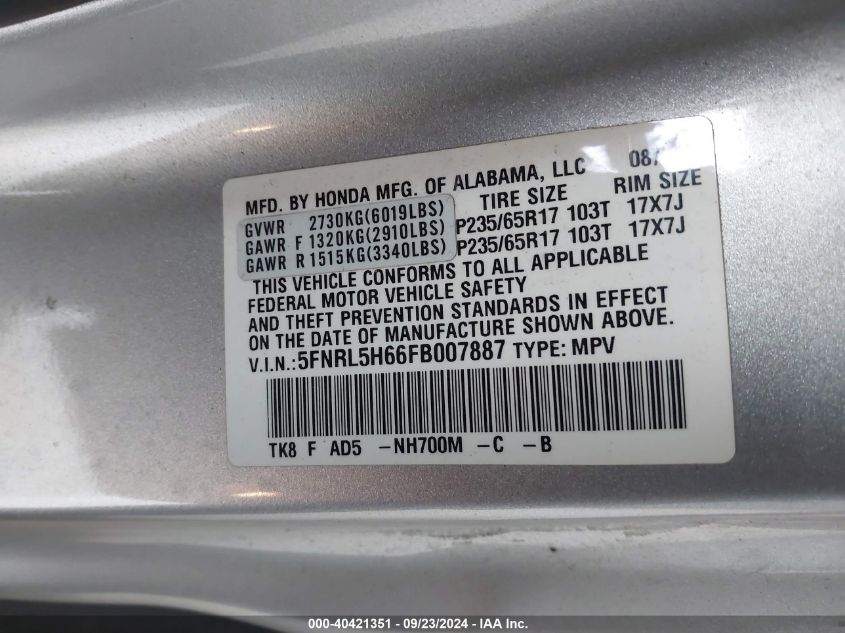 MFD. BY HONDA MFG. OF ALABAMA, LLC 08/
TIRE SIZE RIM SIZE
GVWR 2730KG(6019LBS)
GAWR F 1320KG(2910LBS) P235/65R17 103T 17X7J
GAWR R 1515KG(3340LBS) P235/65R17 103T 17X7J
THIS VEHICLE CONFORMS TO ALL APPLICABLE
FEDERAL MOTOR VEHICLE SAFETY
AND THEFT PREVENTION STANDARDS IN EFFECT
ON THE DATE OF MANUFACTURE SHOWN ABOVE.
V.I.N.: 5FNRL5H66FB007887 TYPE: MPV
TK8 F AD5 -NH700M -C -B
000-40421351 - 09/23/2024 - IAA Inc.